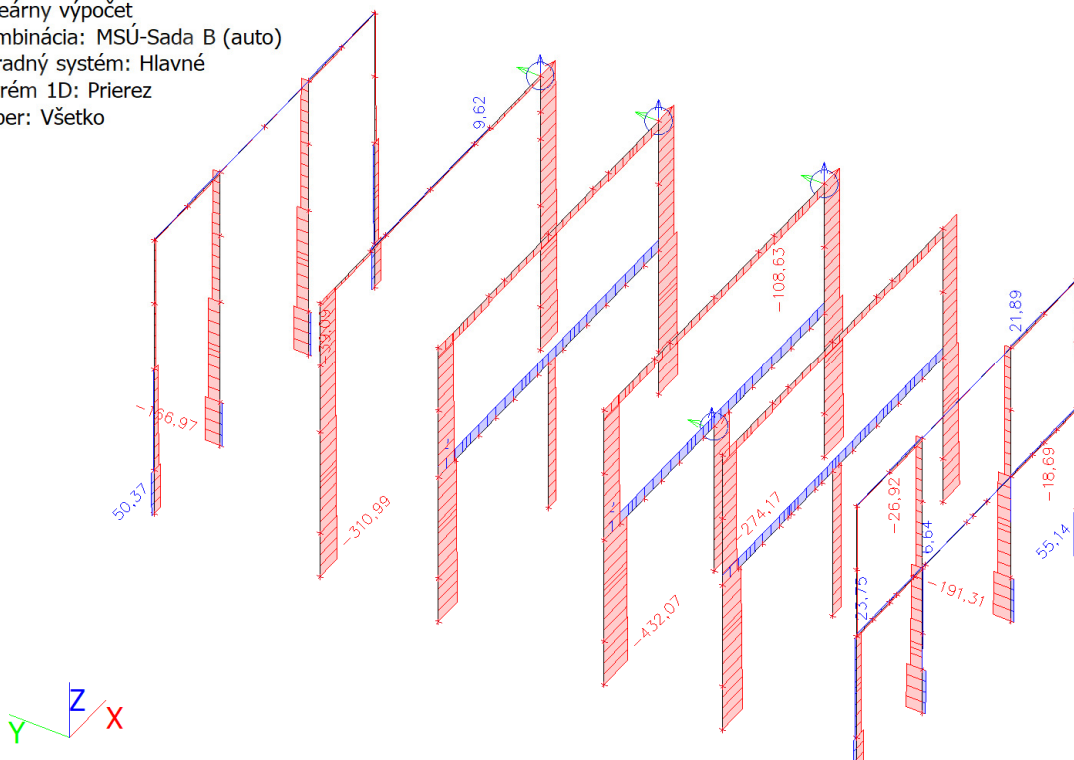 eárny výpočet
mbinácia: MSÚ-Sada B (auto)
radný systém: Hlavné
rém 1D: Prierez
ber: Všetko
9,62
-108,63
21,89
-39,09
-166,97
50,37
-310,99
-274,17
-26,92
6,64
-18,69
55,14
-191,31
23,75
-432,07
Z
X
Y